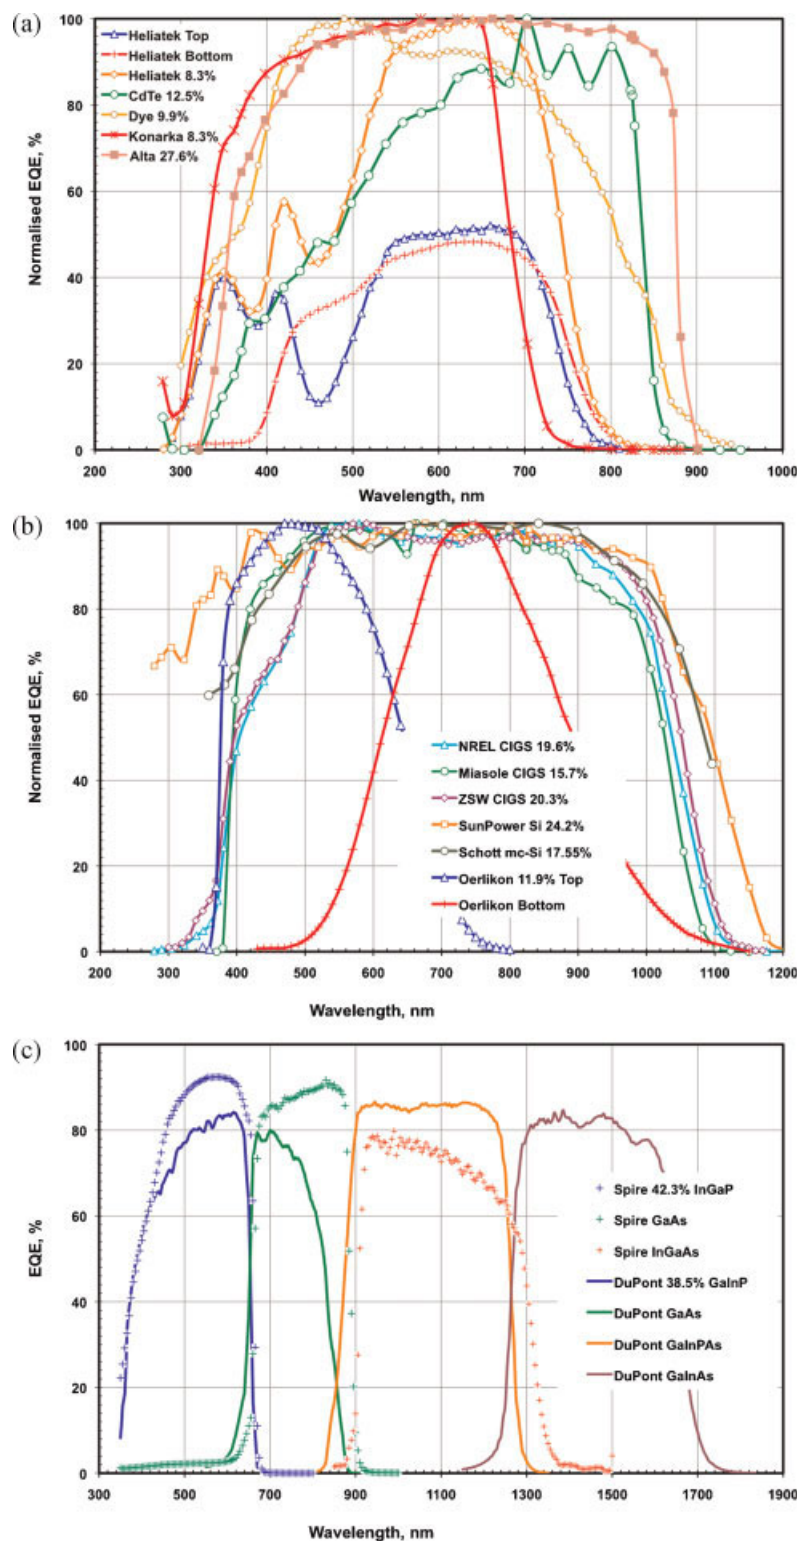 (a)
100
80
60
40
20
0
Normalised EQE, %
Heliatek Top
Heliatek Bottom
Heliatek 8.3%
CdTe 12.5%
Dye 9.9%
Konarka 8.3%
Alta 27.6%
200 300 400 500 600 700 800 900 1000
Wavelength, nm
(b)
100
80
60
40
20
0
Normalised EQE, %
NREL CIGS 19.6%
Miasole CIGS 15.7%
ZSW CIGS 20.3%
SunPower Si 24.2%
Schott mc-Si 17.55%
Oerlikon 11.9% Top
Oerlikon Bottom
200 300 400 500 600 700 800 900 1000 1100 1200
Wavelength, nm
(c)
100
80
60
40
20
0
EQE, %
Spire 42.3% InGaP
Spire GaAs
Spire InGaAs
DuPont 38.5% GaInP
DuPont GaAs
DuPont GaInPAs
DuPont GaInAs
300 500 700 900 1100 1300 1500 1700 1900
Wavelength, nm